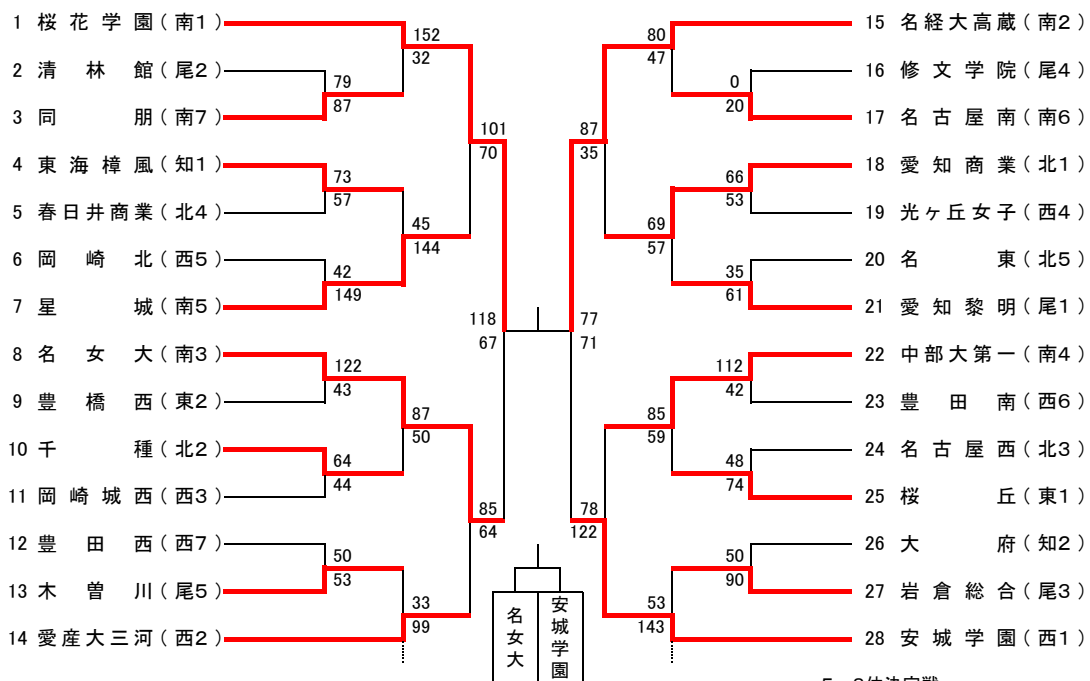 1 桜花学園(南1)
2 清林館(尾2)
3 同朋(南7)
4 東海樟風(知1)
5 春日井商業(北4)
6 岡崎北(西5)
7 星城(南5)
8 名女大(南3)
9 豊橋西(東2)
10 千種(北2)
11 岡崎城西(西3)
12 豊田西(西7)
13 木曽川(尾5)
14 愛産大三河(西2)
79
87
73
57
42
149
122
43
64
44
50
53
152
32
45
144
87
50
33
99
101
70
85
64
118
67
77
71
87
35
78
122
80
47
69
57
85
59
53
143
0
20
66
53
35
61
112
42
48
74
50
90
15 名経大高蔵(南2)
16 修文学院(尾4)
17 名古屋南(南6)
18 愛知商業(北1)
19 光ヶ丘女子(西4)
20 名東(北5)
21 愛知黎明(尾1)
22 中部大第一(南4)
23 豊田南(西6)
24 名古屋西(北3)
25 桜丘(東1)
26 大府(知2)
27 岩倉総合(尾3)
28 安城学園(西1)
名女大
安城学園